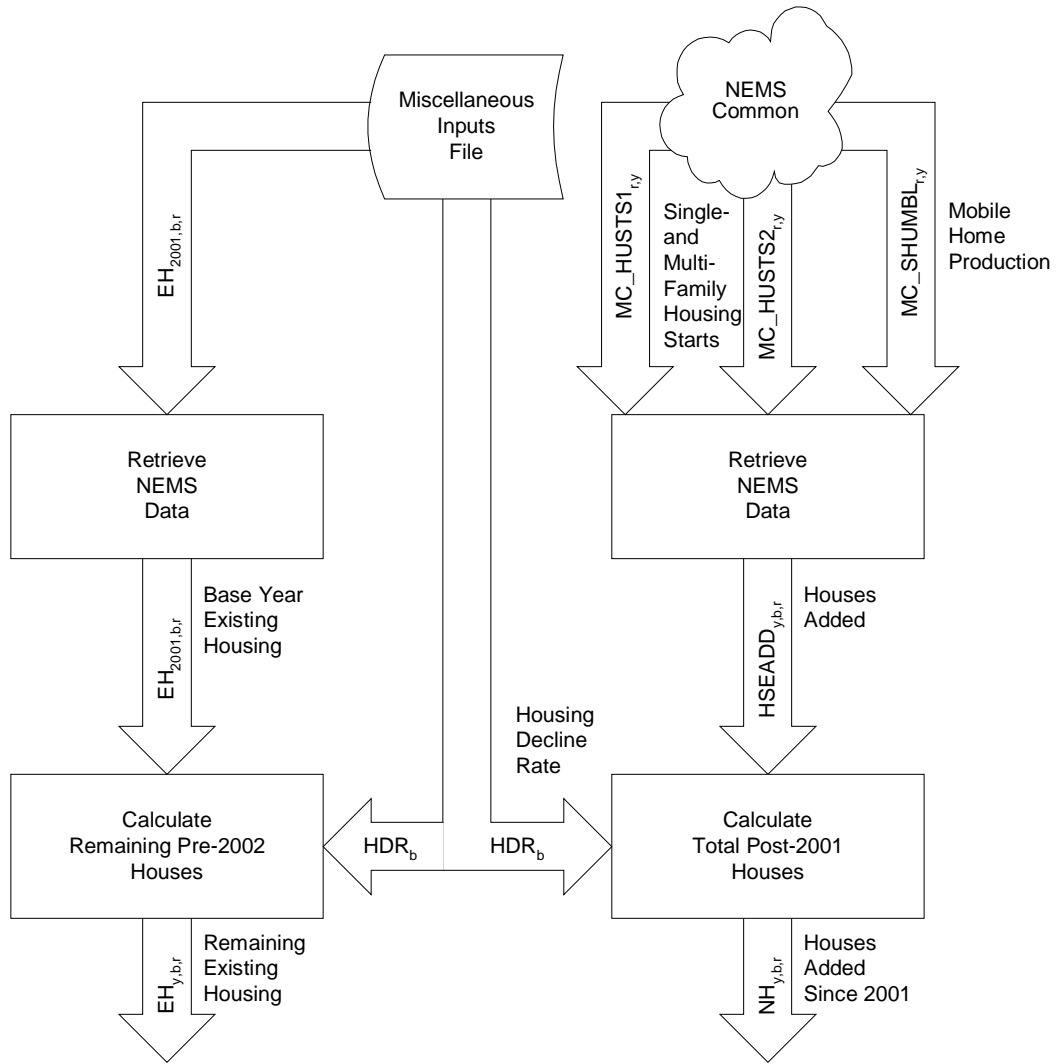 Miscellaneous
Inputs
File
NEMS
Common
EH2001,b,r
MC_HUSTS1r,y
Single-
and
Multi-
Family
Housing
Starts
MC_HUSTS2r,y
MC_SHUMBLr,y
Mobile
Home
Production
Retrieve
NEMS
Data
Retrieve
NEMS
Data
EH2001,b,r
Base Year
Existing
Housing
HSEADDy,b,r
Houses
Added
Housing
Decline
Rate
Calculate
Remaining Pre-2002
Houses
HDRb
HDRb
Calculate
Total Post-2001
Houses
EHy,b,r
Remaining
Existing
Housing
NHy,b,r
Houses
Added
Since 2001